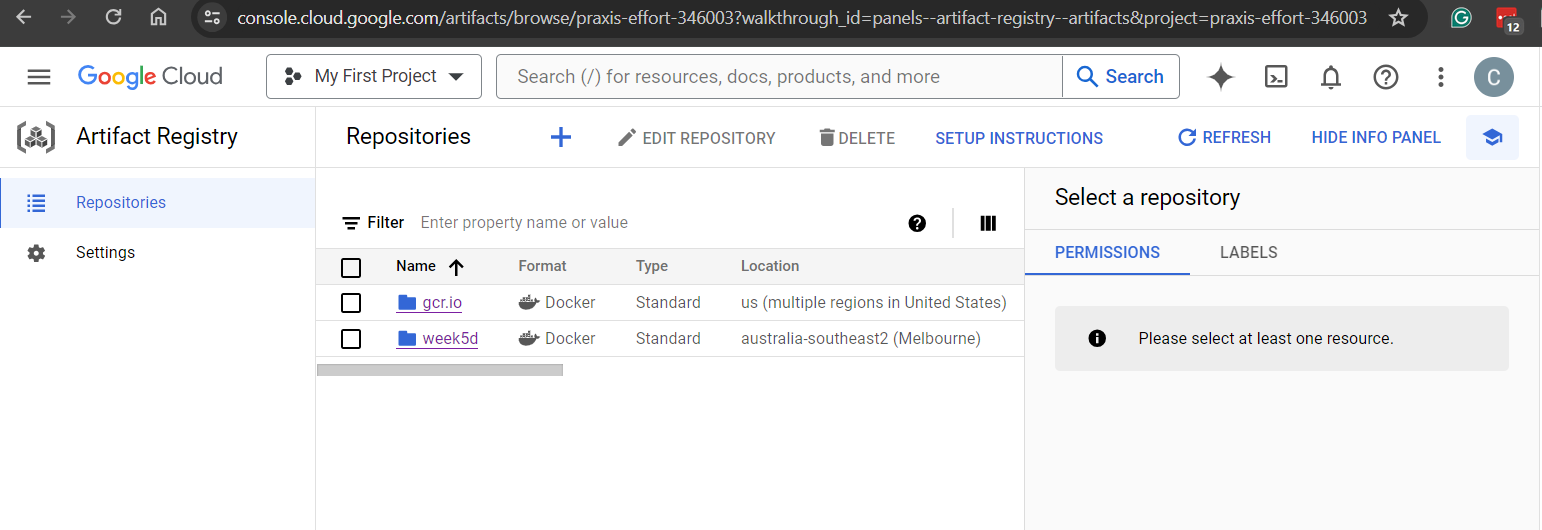 console.cloud.google.com/artifacts/browse/praxis-effort-346003?walkthrough_id=panels--artifact-registry--artifacts&project=praxis-effort-346003
12
Google Cloud
My First Project
Search (/) for resources, docs, products, and more
Search
C
Artifact Registry
Repositories
EDIT REPOSITORY
DELETE
SETUP INSTRUCTIONS
REFRESH
HIDE INFO PANEL
Repositories
Settings
Filter Enter property name or value
Name Format Type Location
gcr.io Docker Standard us (multiple regions in United States)
week5d Docker Standard australia-southeast2 (Melbourne)
Select a repository
PERMISSIONS LABELS
Please select at least one resource.